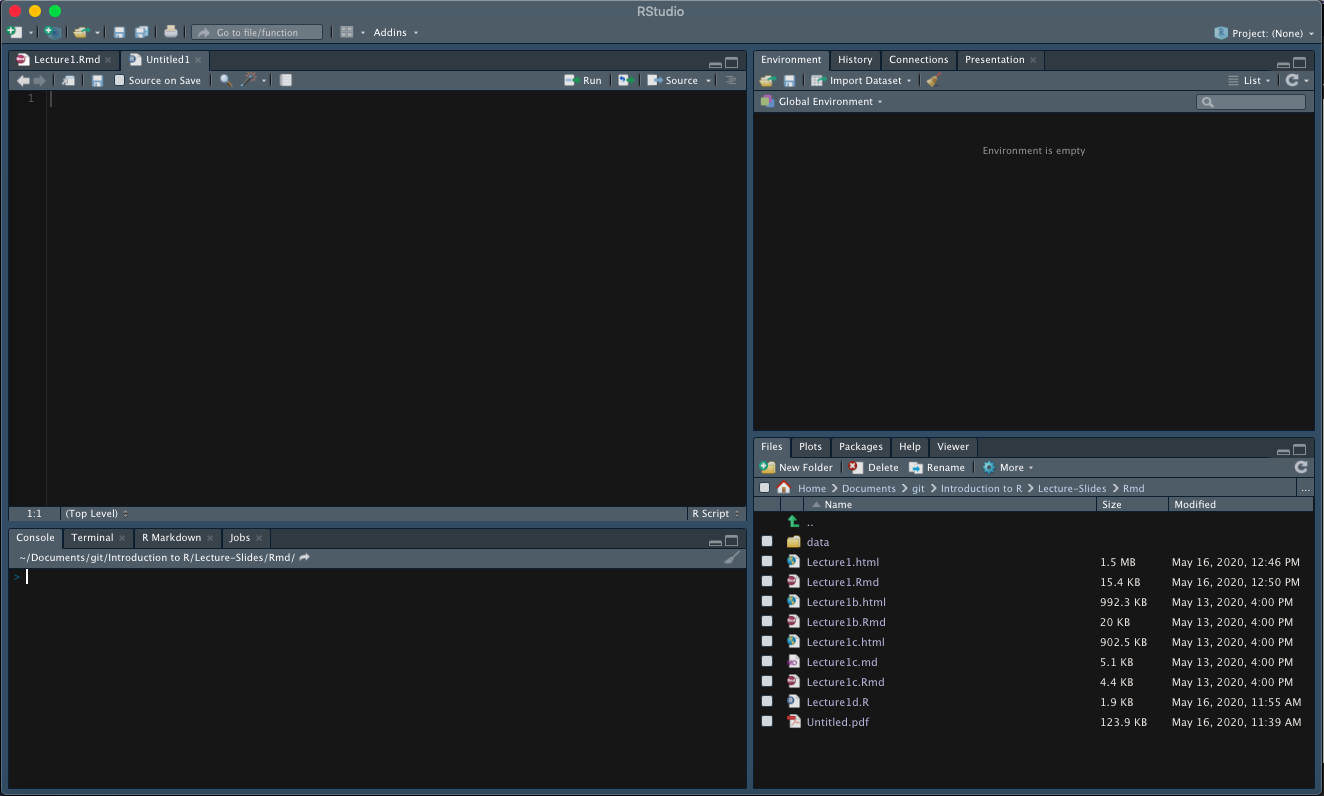 RStudio
Go to file/function Addins Project: (None)
Lecture1.Rmd Untitled1
Source on Save Run Source
1
1:1 (Top Level) R Script
Console Terminal R Markdown Jobs
~/Documents/git/Introduction to R/Lecture-Slides/Rmd/
>
Environment History Connections Presentation
Import Dataset List
Global Environment
Environment is empty
Files Plots Packages Help Viewer
New Folder Delete Rename More
Home Documents git Introduction to R Lecture-Slides Rmd ...
Name Size Modified
..
data
Lecture1.html 1.5 MB May 16, 2020, 12:46 PM
Lecture1.Rmd 15.4 KB May 16, 2020, 12:50 PM
Lecture1b.html 992.3 KB May 13, 2020, 4:00 PM
Lecture1b.Rmd 20 KB May 13, 2020, 4:00 PM
Lecture1c.html 902.5 KB May 13, 2020, 4:00 PM
Lecture1c.md 5.1 KB May 13, 2020, 4:00 PM
Lecture1c.Rmd 4.4 KB May 13, 2020, 4:00 PM
Lecture1d.R 1.9 KB May 16, 2020, 11:55 AM
Untitled.pdf 123.9 KB May 16, 2020, 11:39 AM